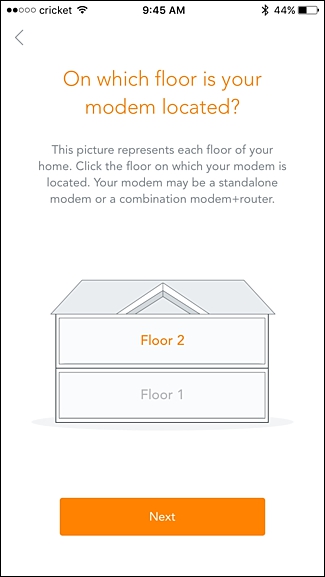 cricket 9:45 AM 44%
On which floor is your
modem located?
This picture represents each floor of your
home. Click the floor on which your modem is
located. Your modem may be a standalone
modem or a combination modem+router.
Floor 2
Floor 1
Next